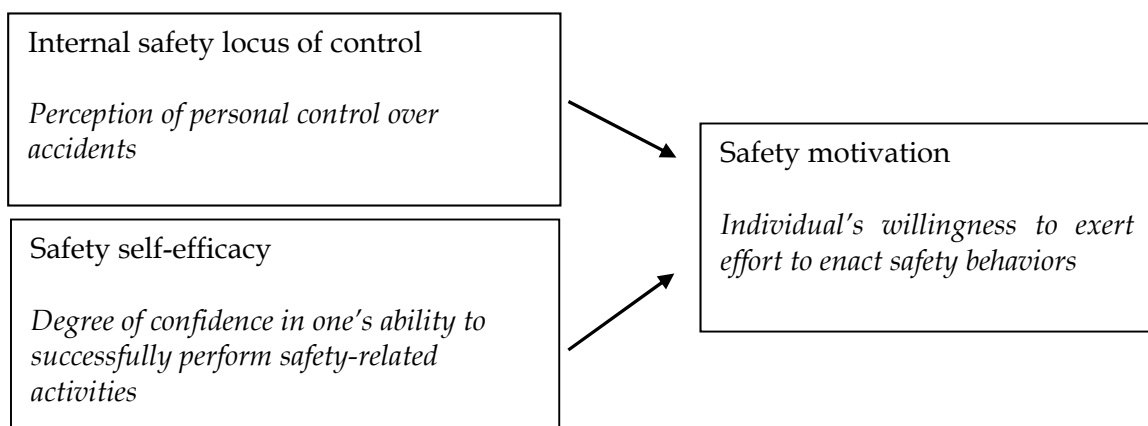 Internal safety locus of control
Perception of personal control over
accidents
Safety self-efficacy
Degree of confidence in one's ability to
successfully perform safety-related
activities
Safety motivation
Individual's willingness to exert
effort to enact safety behaviors